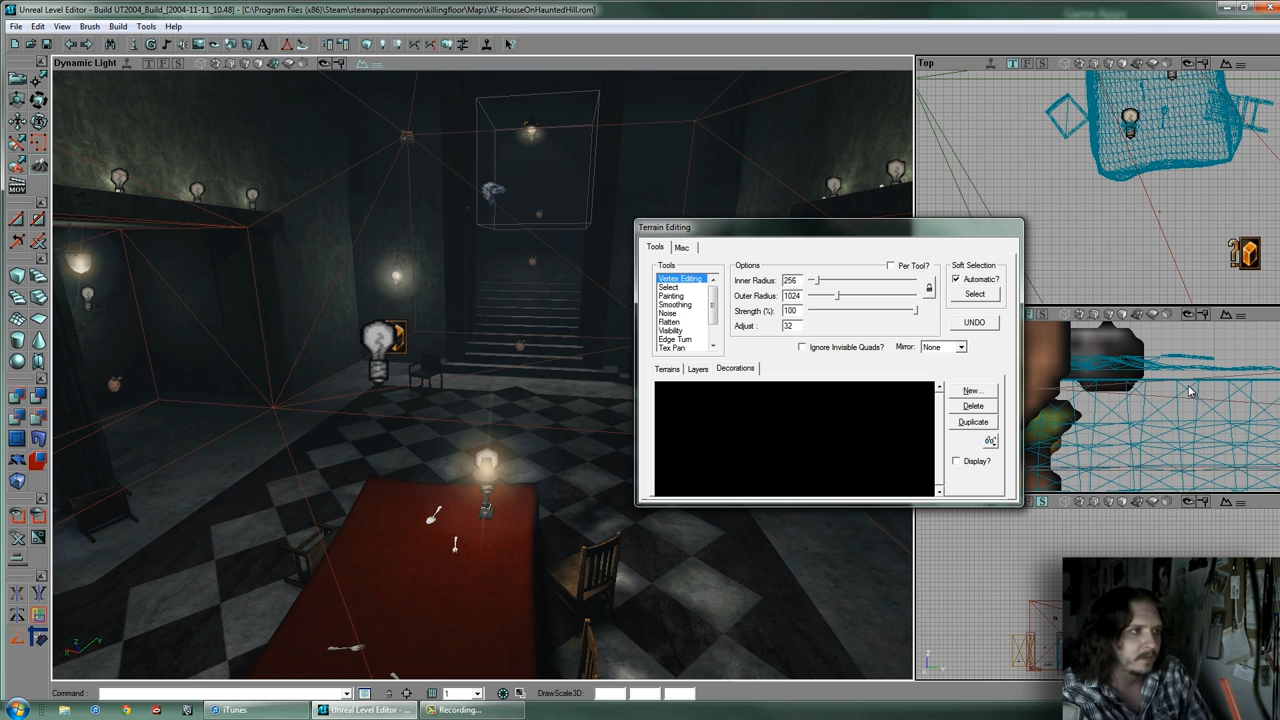 Unreal Level Editor - Build UT2004_Build_[2004-11-11_10.48] - [C:\Program Files (x86)\Steam\steamapps\common\killingfloor\Maps\KF-HouseOnHauntedHill.rom]
File Edit View Brush Build Tools Help
Dynamic Light T F S
Top T F S
MOV
Terrain Editing
Tools Misc
Tools
Vertex Editing
Select
Painting
Smoothing
Noise
Flatten
Visibility
Edge Turn
Tex Pan
Options
Per Tool?
Inner Radius: 256
Outer Radius: 1024
Strength (%): 100
Adjust : 32
Soft Selection
Automatic?
Select
UNDO
Ignore Invisible Quads? Mirror: None
Terrains Layers Decorations
New...
Delete
Duplicate
Display?
S
Z Y X
Command : 1 DrawScale3D:
iTunes Unreal Level Editor - ... Recording...